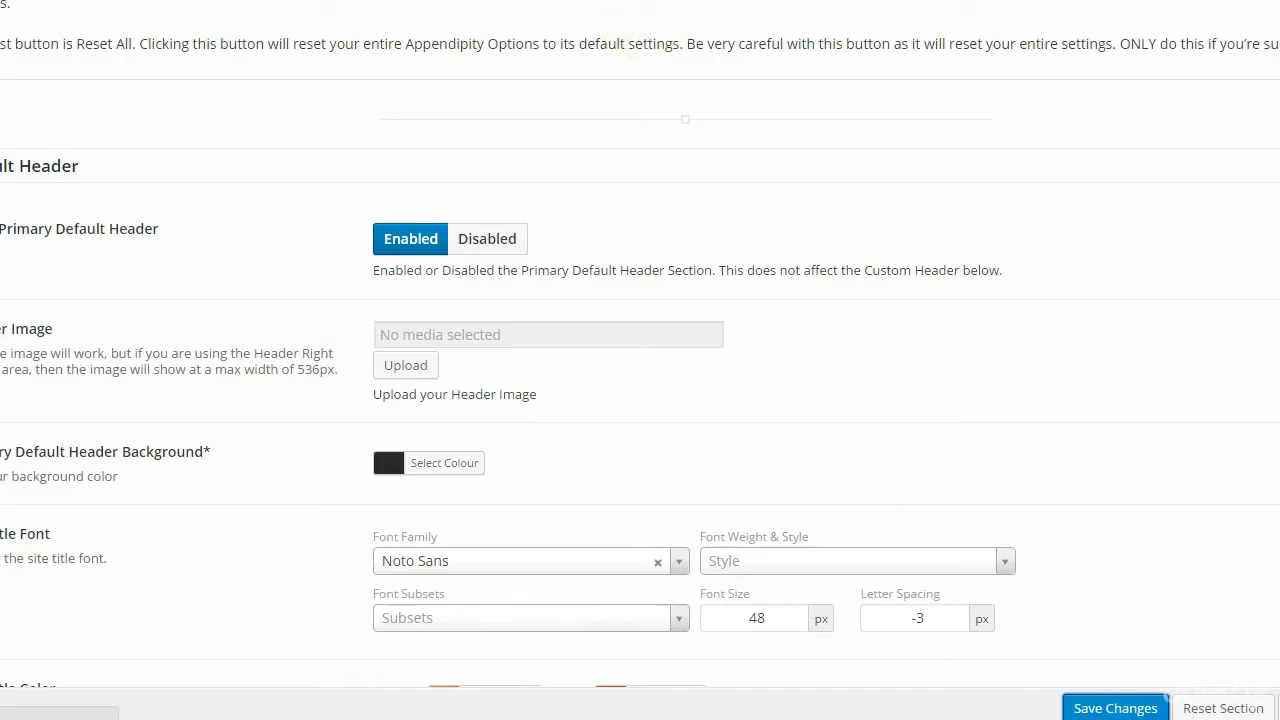 s.
st button is Reset All. Clicking this button will reset your entire Appendipity Options to its default settings. Be very careful with this button as it will reset your entire settings. ONLY do this if you’re su
ult Header
Primary Default Header
Enabled Disabled
Enabled or Disabled the Primary Default Header Section. This does not affect the Custom Header below.
er Image
e image will work, but if you are using the Header Right
area, then the image will show at a max width of 536px.
No media selected
Upload
Upload your Header Image
ry Default Header Background*
ur background color
Select Colour
tle Font
the site title font.
Font Family Font Weight & Style
Noto Sans × Style
Font Subsets Font Size Letter Spacing
Subsets 48 px -3 px
Save Changes Reset Section